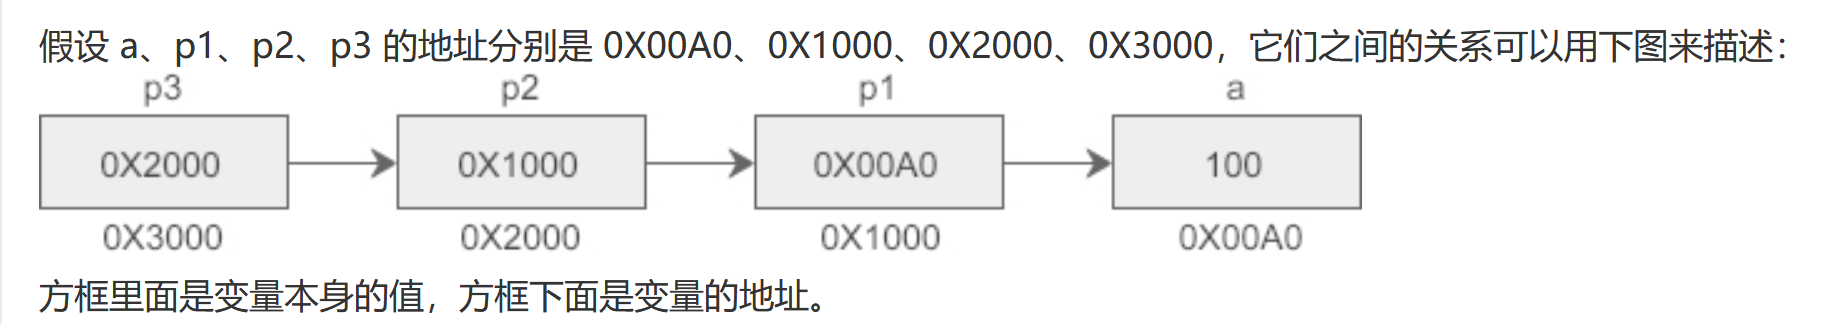 假设 a、p1、p2、p3 的地址分别是 0X00A0、0X1000、0X2000、0X3000，它们之间的关系可以用下图来描述：
p3 p2 p1 a
0X2000 0X1000 0X00A0 100
0X3000 0X2000 0X1000 0X00A0
方框里面是变量本身的值，方框下面是变量的地址。